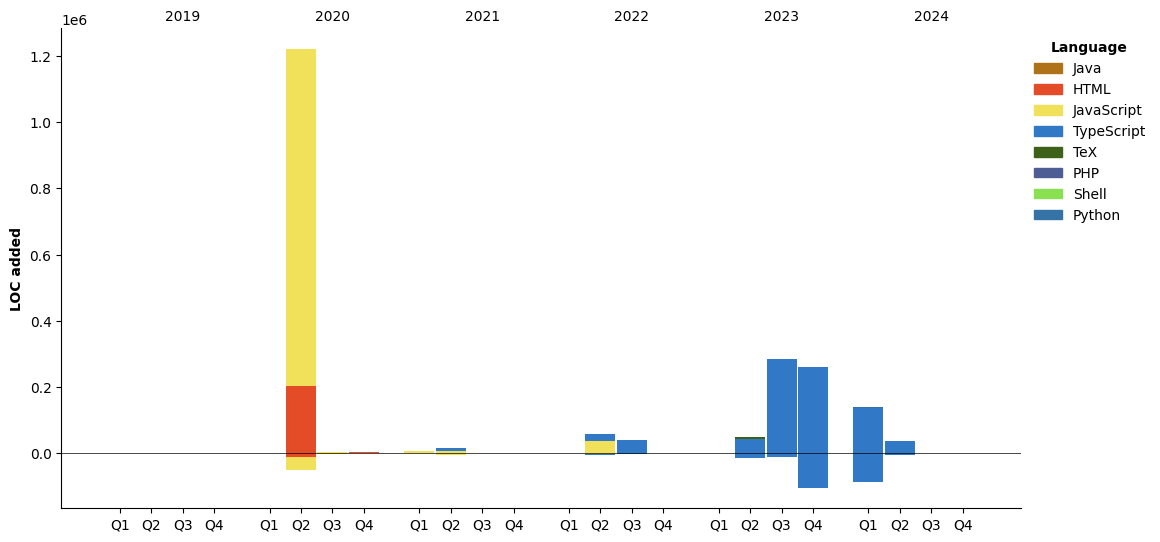 1e6
2019 2020 2021 2022 2023 2024
Language
Java
HTML
JavaScript
TypeScript
TeX
PHP
Shell
Python
LOC added
1.2
1.0
0.8
0.6
0.4
0.2
0.0
Q1 Q2 Q3 Q4 Q1 Q2 Q3 Q4 Q1 Q2 Q3 Q4 Q1 Q2 Q3 Q4 Q1 Q2 Q3 Q4 Q1 Q2 Q3 Q4